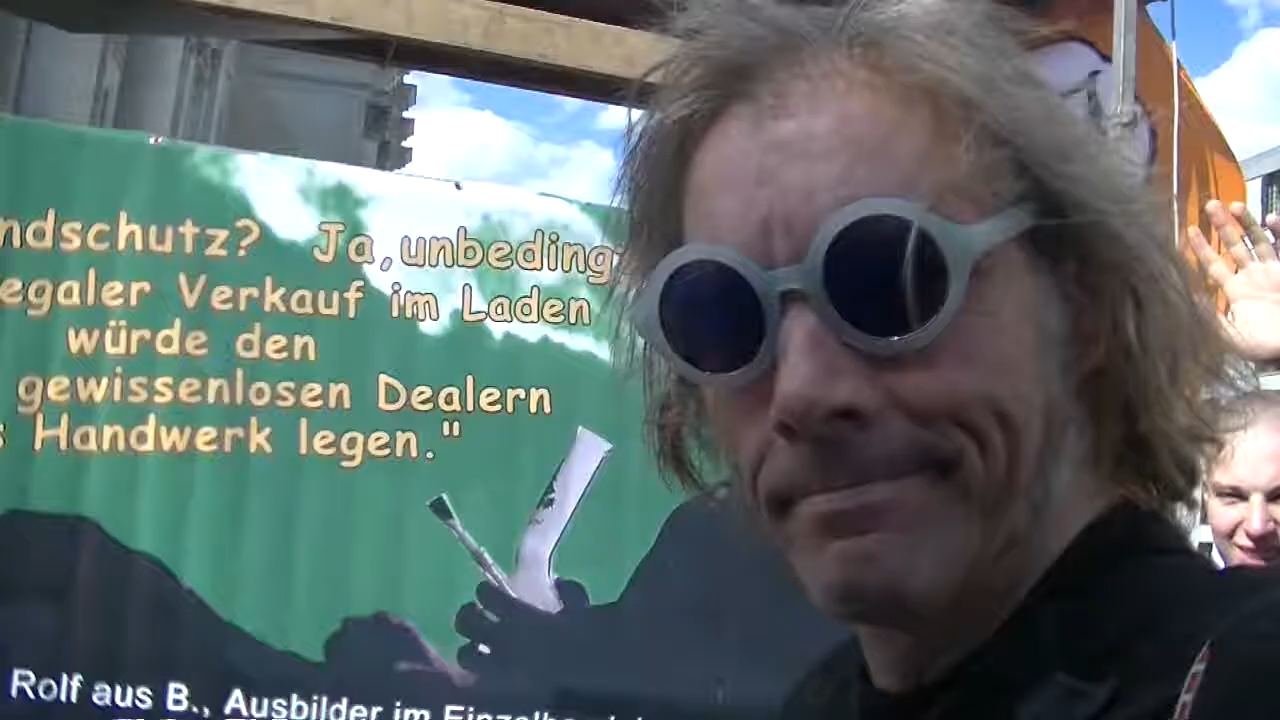 ndschutz? Ja, unbeding
egaler Verkauf im Laden
würde den
gewissenlosen Dealern
s Handwerk legen."
Rolf aus B., Ausbilder im